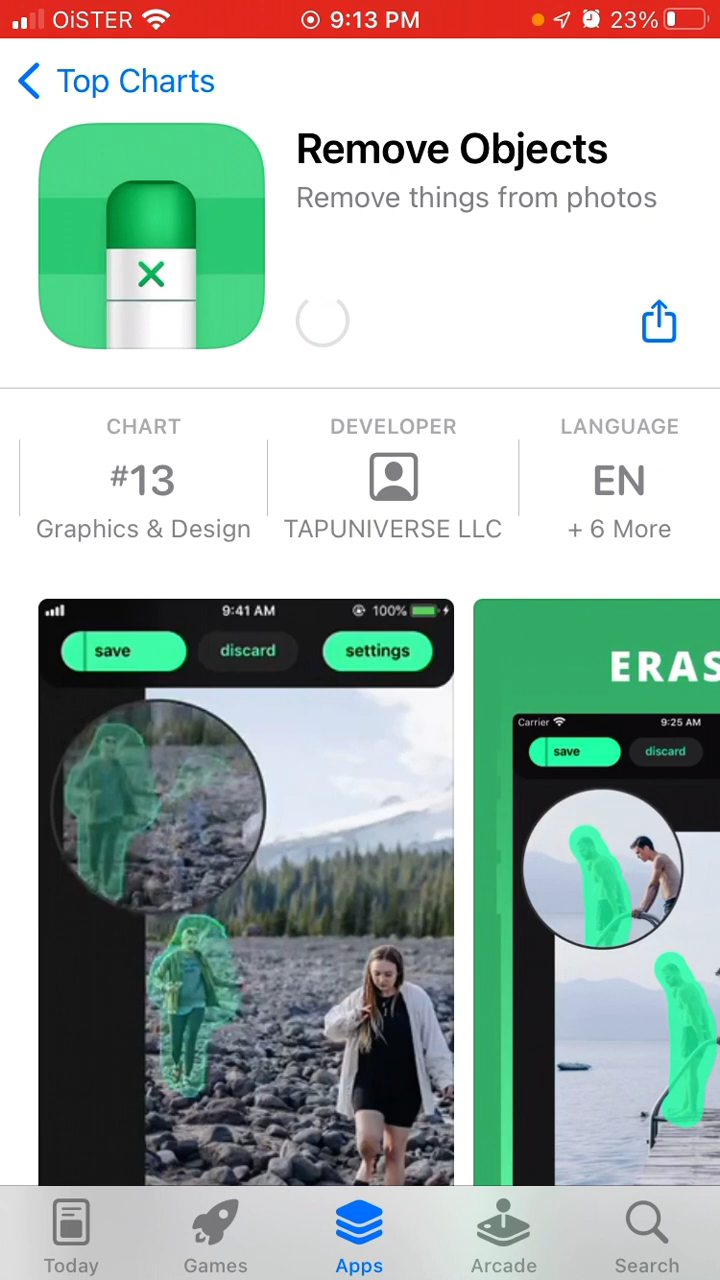 OiSTER 9:13 PM 23%
Top Charts
Remove Objects
Remove things from photos
CHART DEVELOPER LANGUAGE
#13 EN
Graphics & Design TAPUNIVERSE LLC + 6 More
9:41 AM 100%
save discard settings
ERAS
Carrier 9:25 AM
save discard
Today Games Apps Arcade Search